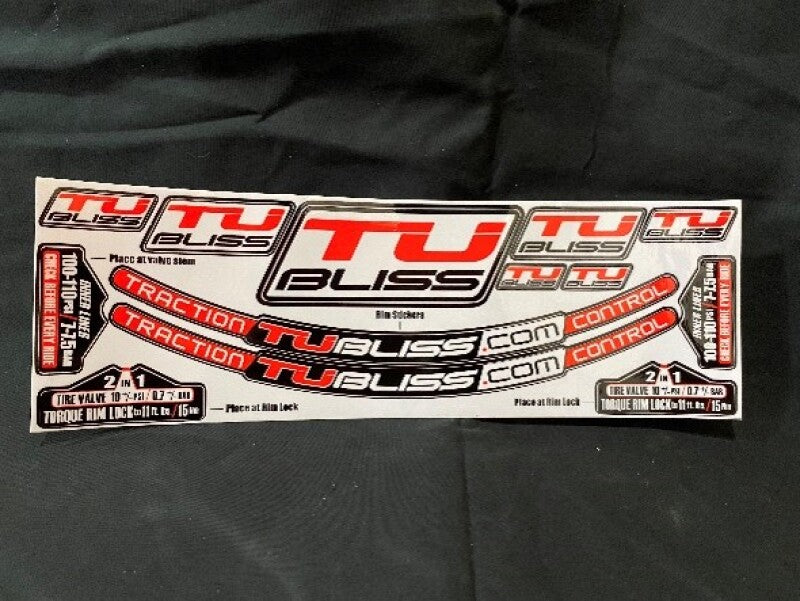 TU
BLISS
TU
BLISS
TU
BLISS
TU
BLISS
TU
BLISS
TU
BLISS
TU
BLISS
Place at valve stem
INNER LINER
100-110 PSI / 7-7.5 BAR
CHECK BEFORE EVERY RIDE
INNER LINER
100-110 PSI / 7-7.5 BAR
CHECK BEFORE EVERY RIDE
Rim Stickers
TRACTION TUBLISS.COM CONTROL
TRACTION TUBLISS.COM CONTROL
2 IN 1
TIRE VALVE 10 +/- PSI / 0.7 +/- BAR
TORQUE RIM LOCK to 11 ft. lbs. / 15 Nm
Place at Rim Lock
Place at Rim Lock
2 IN 1
TIRE VALVE 10 +/- PSI / 0.7 +/- BAR
TORQUE RIM LOCK to 11 ft. lbs. / 15 Nm